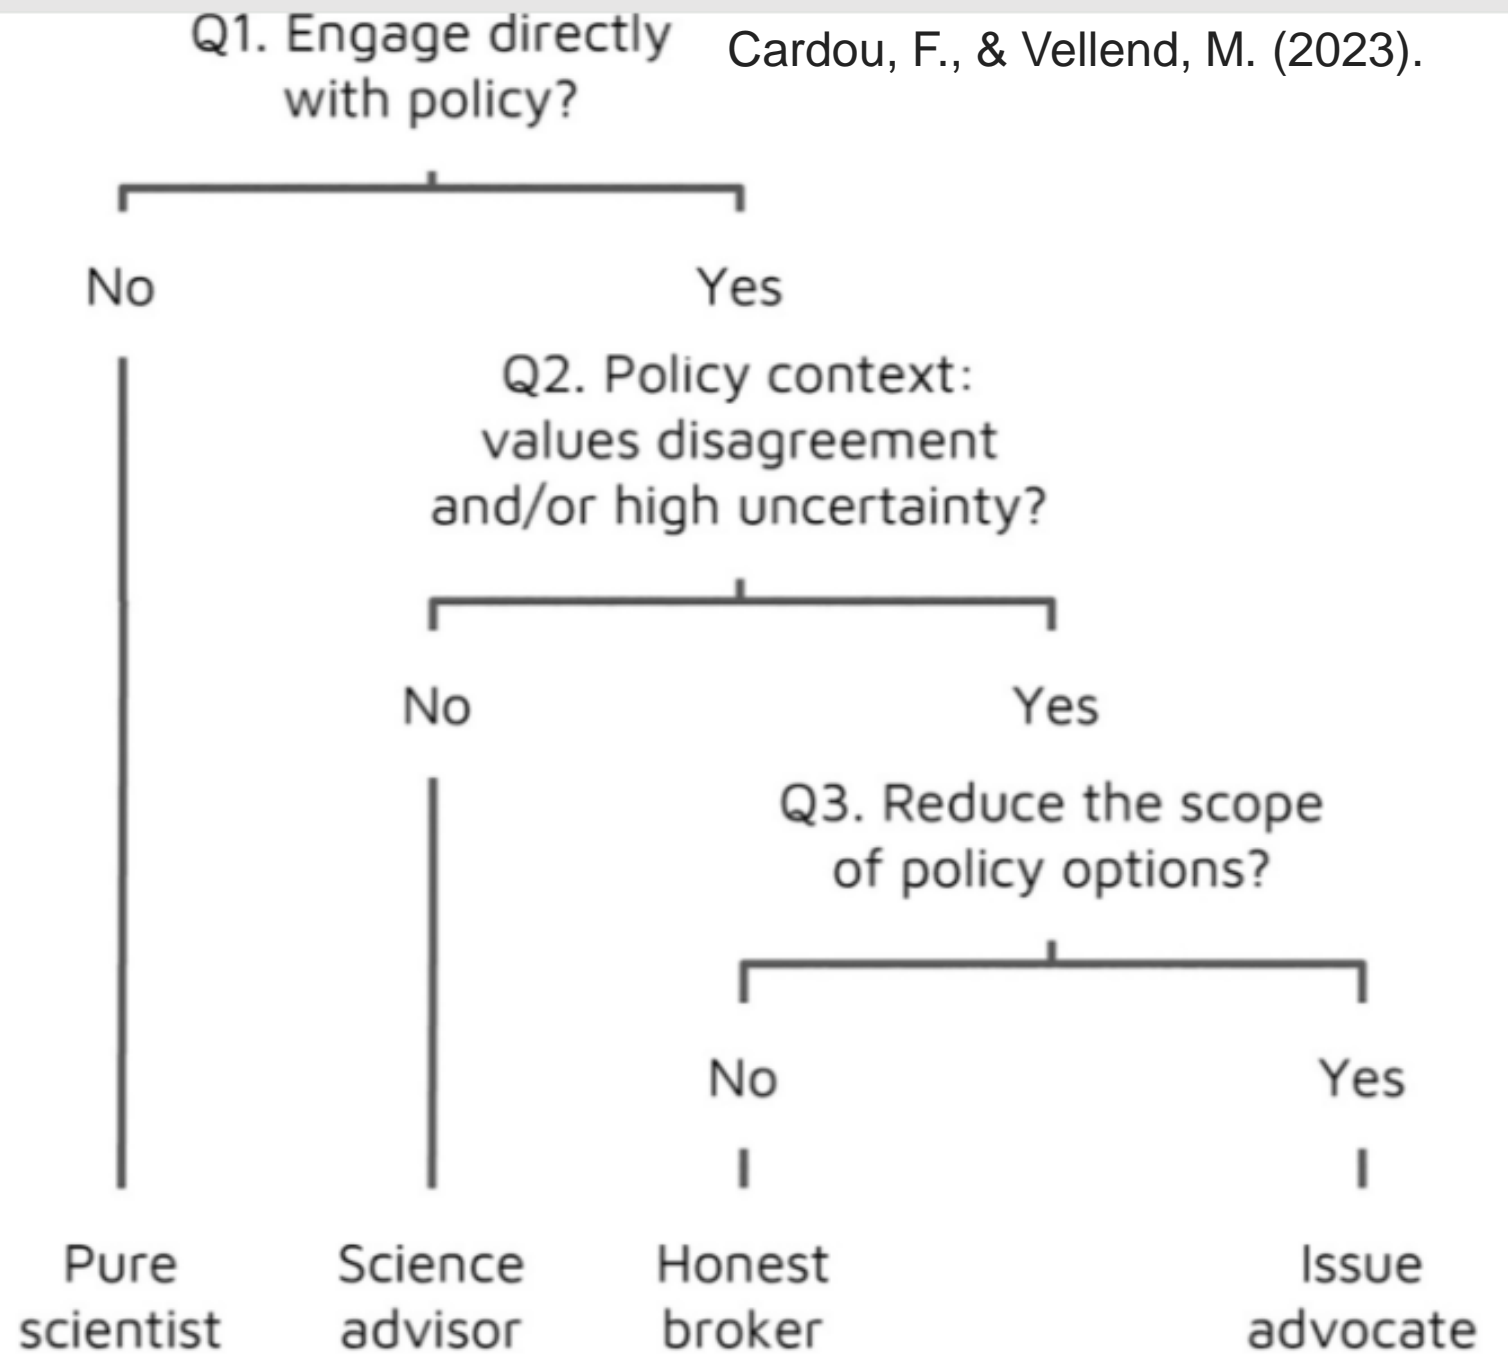 Q1. Engage directly
with policy?
Cardou, F., & Vellend, M. (2023).
No
Yes
Q2. Policy context:
values disagreement
and/or high uncertainty?
No
Yes
Q3. Reduce the scope
of policy options?
No
Yes
Pure
scientist
Science
advisor
Honest
broker
Issue
advocate